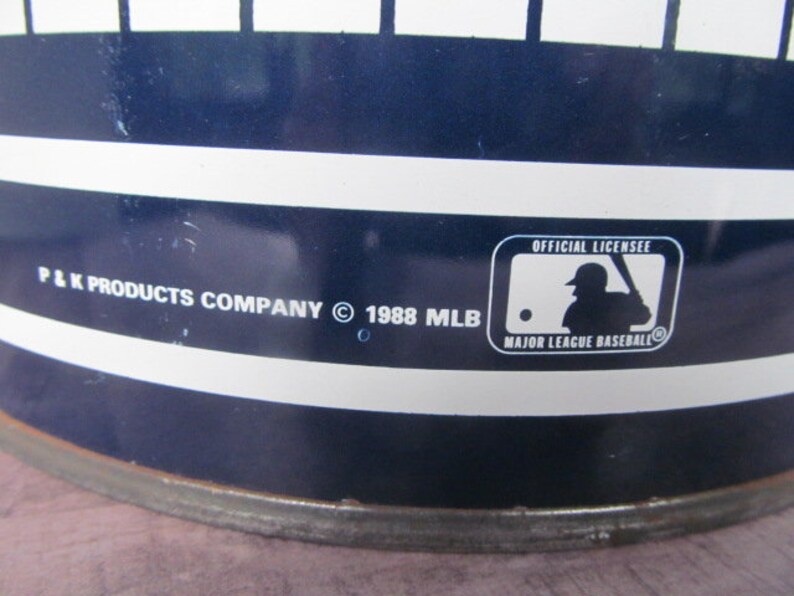 P & K PRODUCTS COMPANY © 1988 MLB
OFFICIAL LICENSEE
MAJOR LEAGUE BASEBALL®